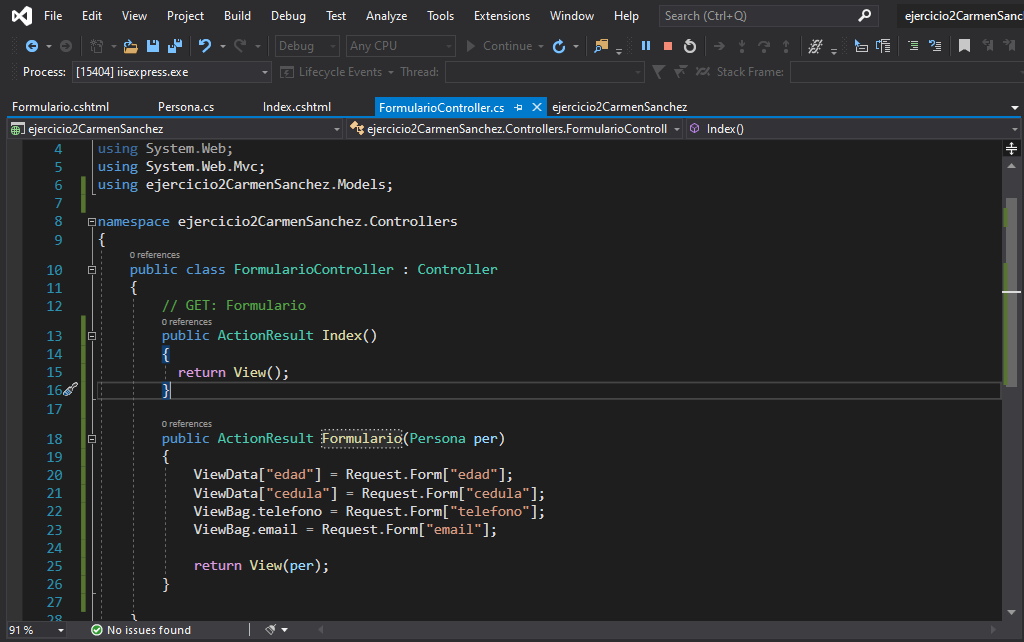 File Edit View Project Build Debug Test Analyze Tools Extensions Window Help Search (Ctrl+Q) ejercicio2CarmenSanc
Debug Any CPU Continue
Process: [15404] iisexpress.exe Lifecycle Events Thread: Stack Frame:
Formulario.cshtml Persona.cs Index.cshtml FormularioController.cs ejercicio2CarmenSanchez
ejercicio2CarmenSanchez ejercicio2CarmenSanchez.Controllers.FormularioControll Index()
4 using System.Web;
5 using System.Web.Mvc;
6 using ejercicio2CarmenSanchez.Models;
7
8 namespace ejercicio2CarmenSanchez.Controllers
9 {
0 references
10 public class FormularioController : Controller
11 {
12 // GET: Formulario
0 references
13 public ActionResult Index()
14 {
15 return View();
16 }
17
0 references
18 public ActionResult Formulario(Persona per)
19 {
20 ViewData["edad"] = Request.Form["edad"];
21 ViewData["cedula"] = Request.Form["cedula"];
22 ViewBag.telefono = Request.Form["telefono"];
23 ViewBag.email = Request.Form["email"];
24
25 return View(per);
26 }
27
28 }
91 % No issues found